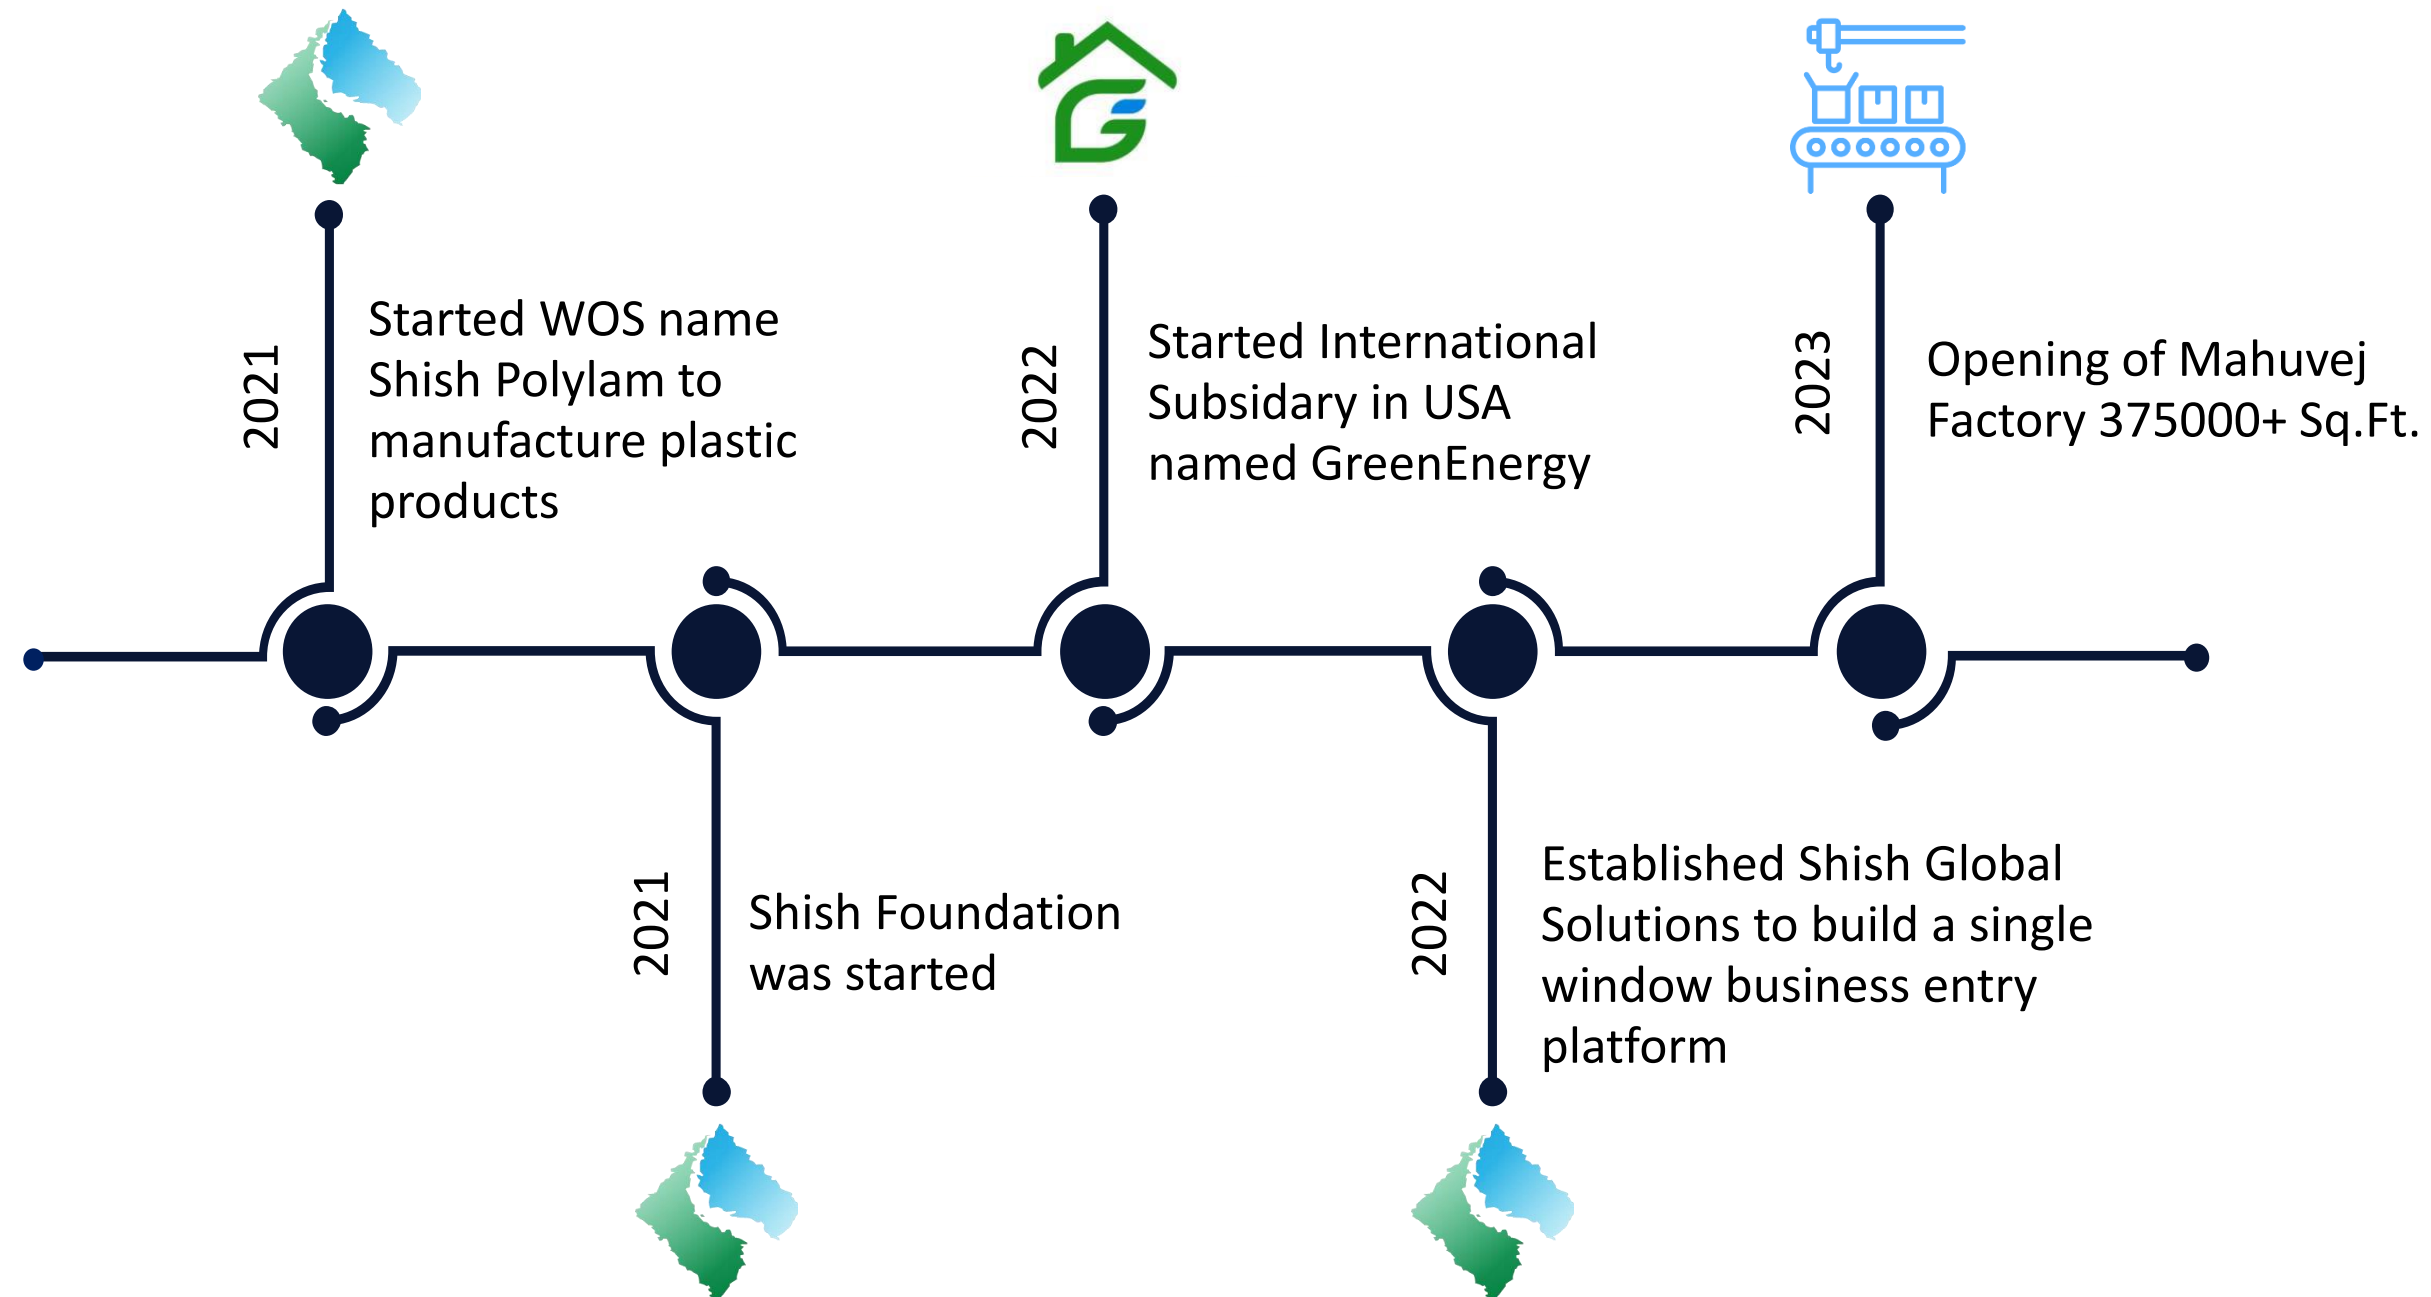 2021
Started WOS name
Shish Polylam to
manufacture plastic
products
2021
Shish Foundation
was started
2022
Started International
Subsidary in USA
named GreenEnergy
2022
Established Shish Global
Solutions to build a single
window business entry
platform
2023
Opening of Mahuvej
Factory 375000+ Sq.Ft.